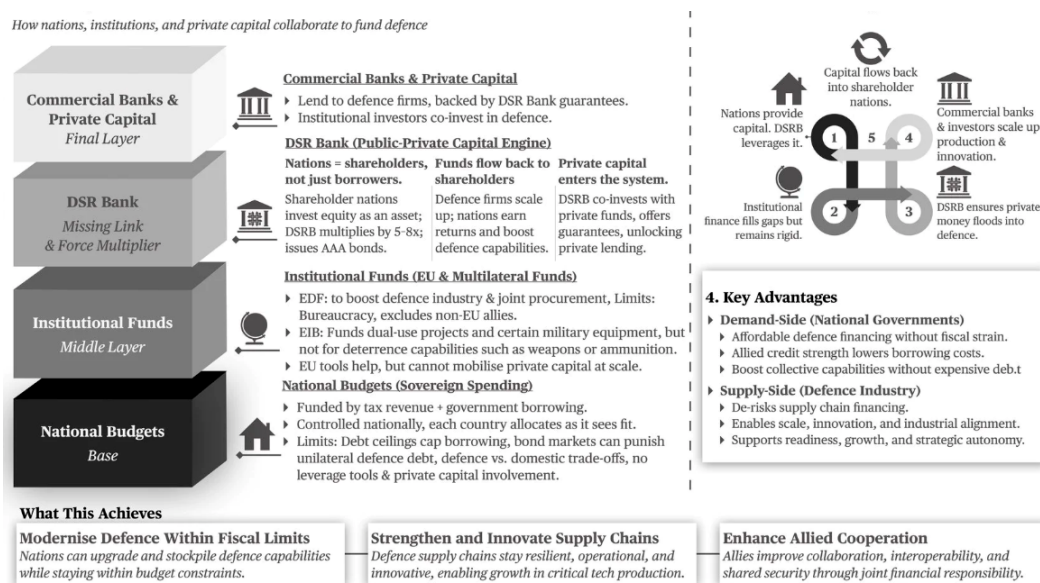 How nations, institutions, and private capital collaborate to fund defence
Commercial Banks &
Private Capital
Final Layer
Commercial Banks & Private Capital
Lend to defence firms, backed by DSR Bank guarantees.
Institutional investors co-invest in defence.
DSR Bank
Missing Link
& Force Multiplier
DSR Bank (Public-Private Capital Engine)
Nations = shareholders,
not just borrowers.
Shareholder nations
invest equity as an asset;
DSRB multiplies by 5-8x;
issues AAA bonds.
Funds flow back to
shareholders
Defence firms scale
up; nations earn
returns and boost
defence capabilities.
Private capital
enters the system.
DSRB co-invests with
private funds, offers
guarantees, unlocking
private lending.
Institutional Funds
Middle Layer
Institutional Funds (EU & Multilateral Funds)
EDF: to boost defence industry & joint procurement, Limits:
Bureaucracy, excludes non-EU allies.
EIB: Funds dual-use projects and certain military equipment, but
not for deterrence capabilities such as weapons or ammunition.
EU tools help, but cannot mobilise private capital at scale.
National Budgets
Base
National Budgets (Sovereign Spending)
Funded by tax revenue + government borrowing.
Controlled nationally, each country allocates as it sees fit.
Limits: Debt ceilings cap borrowing, bond markets can punish
unilateral defence debt, defence vs. domestic trade-offs, no
leverage tools & private capital involvement.
Capital flows back
into shareholder
nations.
Nations provide
capital. DSRB
leverages it.
1
5
4
Commercial banks
& investors scale up
production &
innovation.
Institutional
finance fills gaps but
remains rigid.
2
3
DSRB ensures private
money floods into
defence.
4. Key Advantages
Demand-Side (National Governments)
Affordable defence financing without fiscal strain.
Allied credit strength lowers borrowing costs.
Boost collective capabilities without expensive deb.t
Supply-Side (Defence Industry)
De-risks supply chain financing.
Enables scale, innovation, and industrial alignment.
Supports readiness, growth, and strategic autonomy.
What This Achieves
Modernise Defence Within Fiscal Limits
Nations can upgrade and stockpile defence capabilities
while staying within budget constraints.
Strengthen and Innovate Supply Chains
Defence supply chains stay resilient, operational, and
innovative, enabling growth in critical tech production.
Enhance Allied Cooperation
Allies improve collaboration, interoperability, and
shared security through joint financial responsibility.